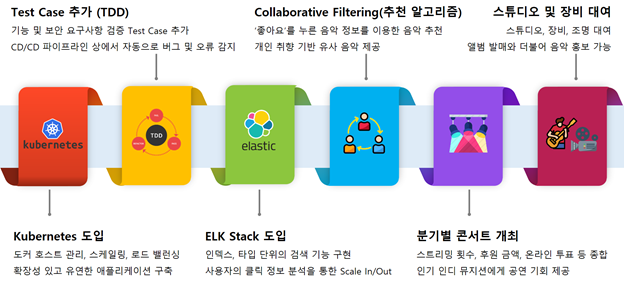 Test Case 추가 (TDD)
기능 및 보안 요구사항 검증 Test Case 추가
CD/CD 파이프라인 상에서 자동으로 버그 및 오류 감지
Collaborative Filtering(추천 알고리즘)
'좋아요'를 누른 음악 정보를 이용한 음악 추천
개인 취향 기반 유사 음악 제공
스튜디오 및 장비 대여
스튜디오, 장비, 조명 대여
앨범 발매와 더불어 음악 홍보 가능
kubernetes
TDD
elastic
Kubernetes 도입
도커 호스트 관리, 스케일링, 로드 밸런싱
확장성 있고 유연한 애플리케이션 구축
ELK Stack 도입
인덱스, 타입 단위의 검색 기능 구현
사용자의 클릭 정보 분석을 통한 Scale In/Out
분기별 콘서트 개최
스트리밍 횟수, 후원 금액, 온라인 투표 등 종합
인기 인디 뮤지션에게 공연 기회 제공